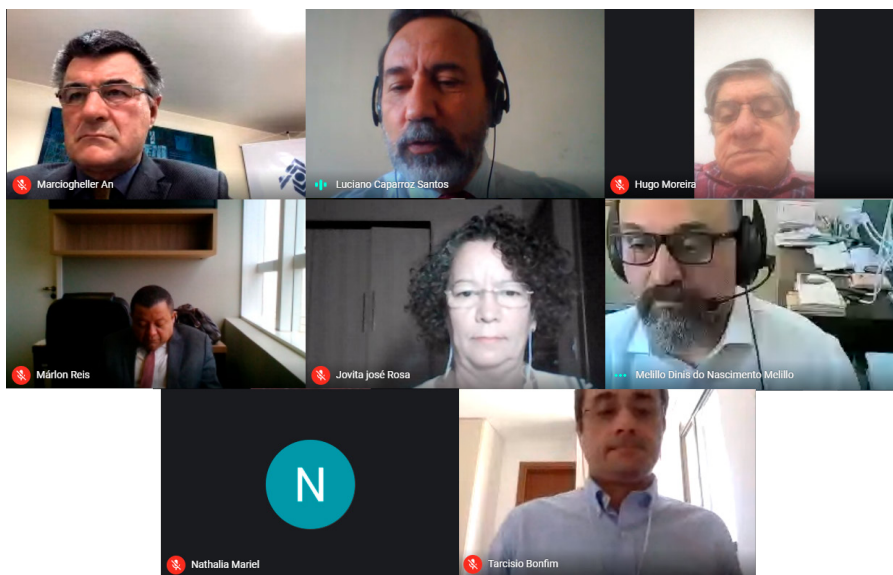 Marciogheller An
Luciano Caparroz Santos
Hugo Moreira
Márlon Reis
Jovita josé Rosa
Melillo Dinis do Nascimento Melillo
N
Nathalia Mariel
Tarcisio Bonfim